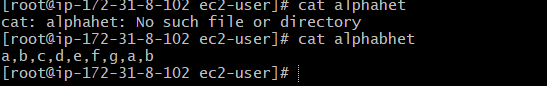 [root@ip-172-31-8-102 ec2-user]# cat alphahet
cat: alphahet: No such file or directory
[root@ip-172-31-8-102 ec2-user]# cat alphabhet
a,b,c,d,e,f,g,a,b
[root@ip-172-31-8-102 ec2-user]#